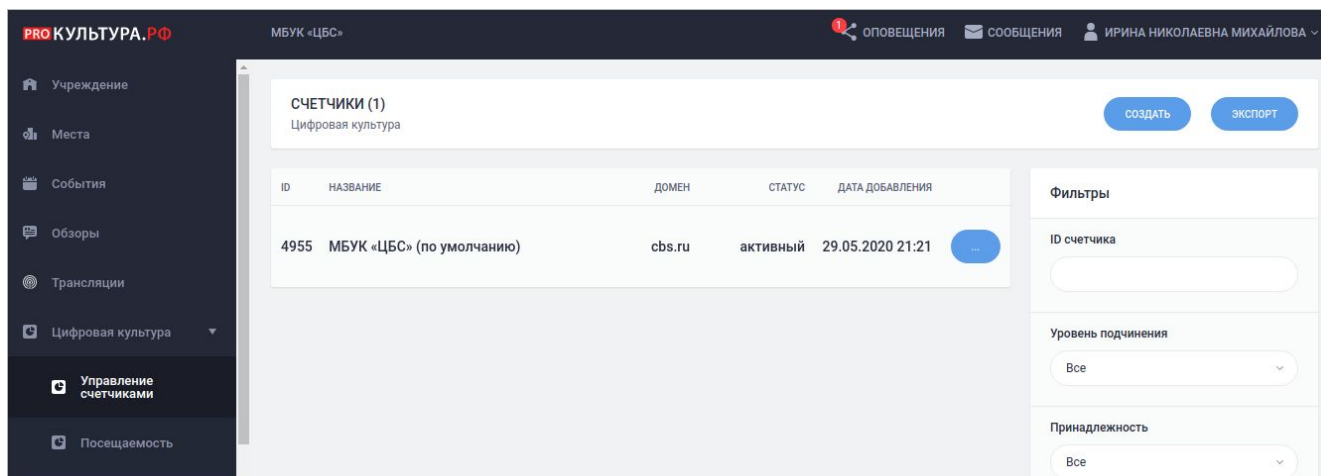 PRO КУЛЬТУРА.РФ
МБУК «ЦБС»
1
ОПОВЕЩЕНИЯ
СООБЩЕНИЯ
ИРИНА НИКОЛАЕВНА МИХАЙЛОВА
Учреждение
Места
События
Обзоры
Трансляции
Цифровая культура
Управление
счетчиками
Посещаемость
СЧЕТЧИКИ (1)
Цифровая культура
СОЗДАТЬ
ЭКСПОРТ
ID НАЗВАНИЕ ДОМЕН СТАТУС ДАТА ДОБАВЛЕНИЯ
4955 МБУК «ЦБС» (по умолчанию) cbs.ru активный 29.05.2020 21:21 ...
Фильтры
ID счетчика
Уровень подчинения
Все
Принадлежность
Все